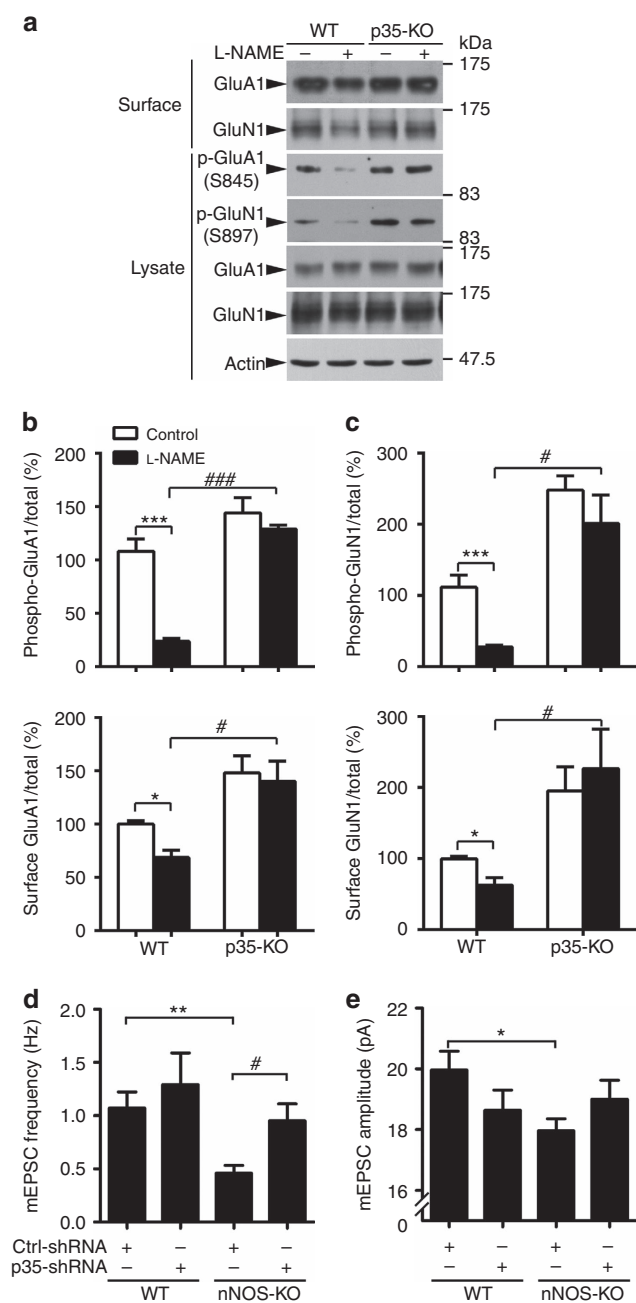 a
WT p35-KO
L-NAME – + – + kDa
175
Surface
GluA1
175
GluN1
p-GluA1
(S845)
83
p-GluN1
(S897)
83
Lysate
175
GluA1
175
GluN1
Actin
47.5
b
Control
L-NAME
Phospho-GluA1/total (%)
200
150
100
50
0
***
###
Surface GluA1/total (%)
200
150
100
50
0
*
#
WT p35-KO
c
Phospho-GluN1/total (%)
300
200
100
0
***
#
Surface GluN1/total (%)
300
200
100
0
*
#
WT p35-KO
d
mEPSC frequency (Hz)
2.0
1.5
1.0
0.5
0.0
**
#
Ctrl-shRNA + – + –
p35-shRNA – + – +
WT nNOS-KO
e
mEPSC amplitude (pA)
22
20
18
16
0
*
+ – + –
– + – +
WT nNOS-KO